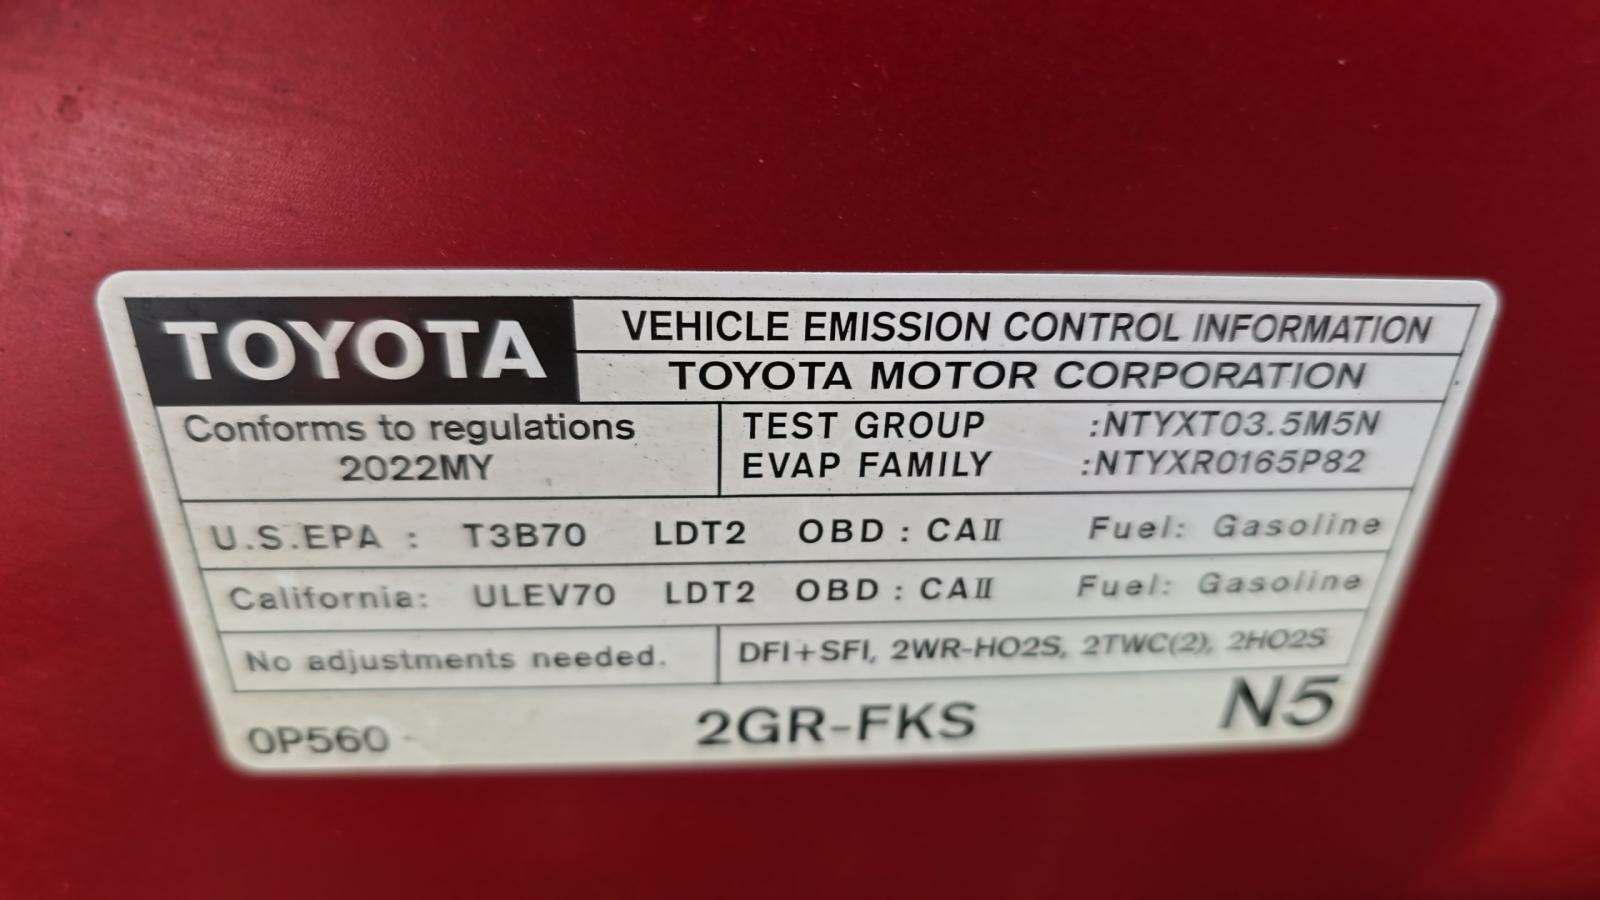 TOYOTA
VEHICLE EMISSION CONTROL INFORMATION
TOYOTA MOTOR CORPORATION
Conforms to regulations
2022MY
TEST GROUP :NTYXT03.5M5N
EVAP FAMILY :NTYXR0165P82
U.S.EPA : T3B70 LDT2 OBD : CAII Fuel: Gasoline
California: ULEV70 LDT2 OBD : CAII Fuel: Gasoline
No adjustments needed.
DFI+SFI, 2WR-HO2S, 2TWC(2), 2HO2S
0P560
2GR-FKS
N5